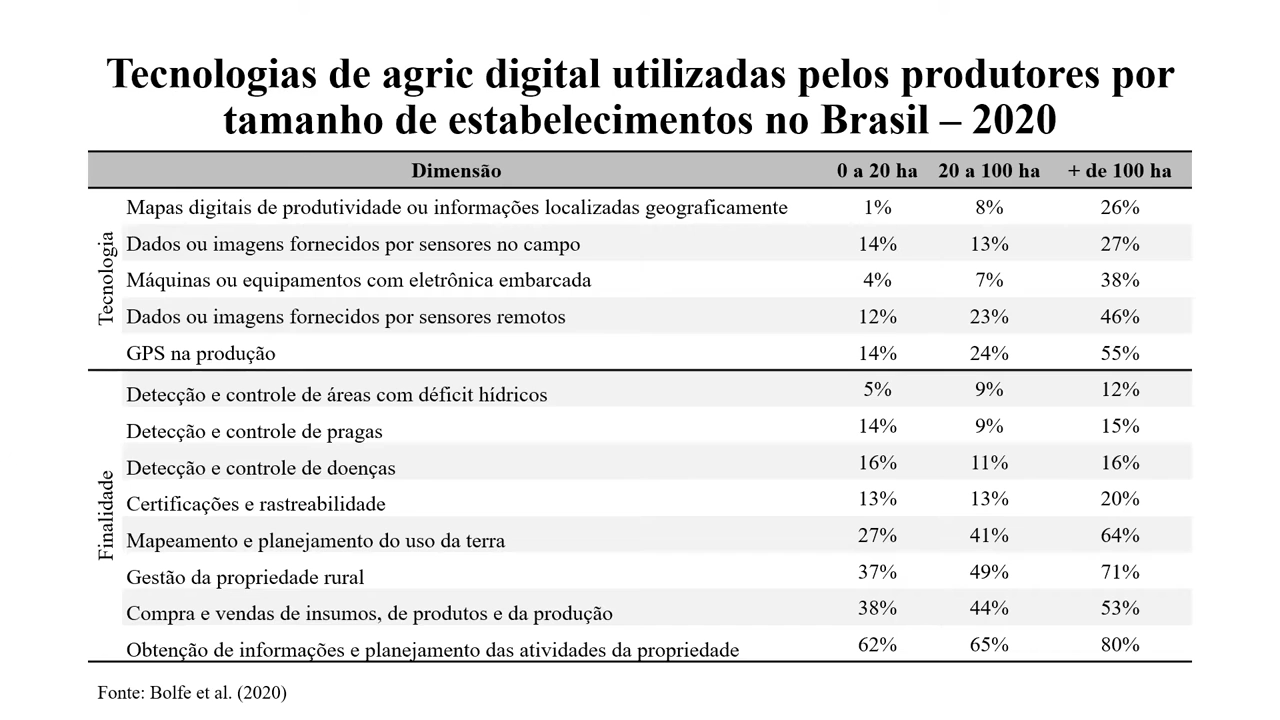 Tecnologias de agric digital utilizadas pelos produtores por
tamanho de estabelecimentos no Brasil – 2020
Dimensão 0 a 20 ha 20 a 100 ha + de 100 ha
Tecnologia
Mapas digitais de produtividade ou informações localizadas geograficamente 1% 8% 26%
Dados ou imagens fornecidos por sensores no campo 14% 13% 27%
Máquinas ou equipamentos com eletrônica embarcada 4% 7% 38%
Dados ou imagens fornecidos por sensores remotos 12% 23% 46%
GPS na produção 14% 24% 55%
Finalidade
Detecção e controle de áreas com déficit hídricos 5% 9% 12%
Detecção e controle de pragas 14% 9% 15%
Detecção e controle de doenças 16% 11% 16%
Certificações e rastreabilidade 13% 13% 20%
Mapeamento e planejamento do uso da terra 27% 41% 64%
Gestão da propriedade rural 37% 49% 71%
Compra e vendas de insumos, de produtos e da produção 38% 44% 53%
Obtenção de informações e planejamento das atividades da propriedade 62% 65% 80%
Fonte: Bolfe et al. (2020)